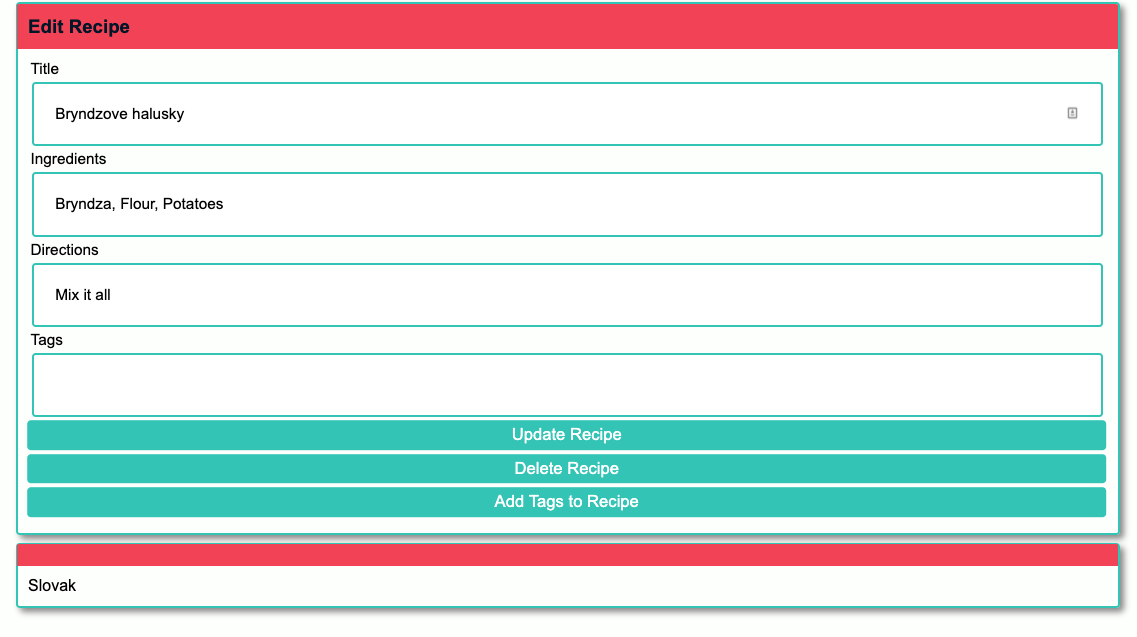 Edit Recipe
Title
Bryndzove halusky
Ingredients
Bryndza, Flour, Potatoes
Directions
Mix it all
Tags
Update Recipe
Delete Recipe
Add Tags to Recipe
Slovak